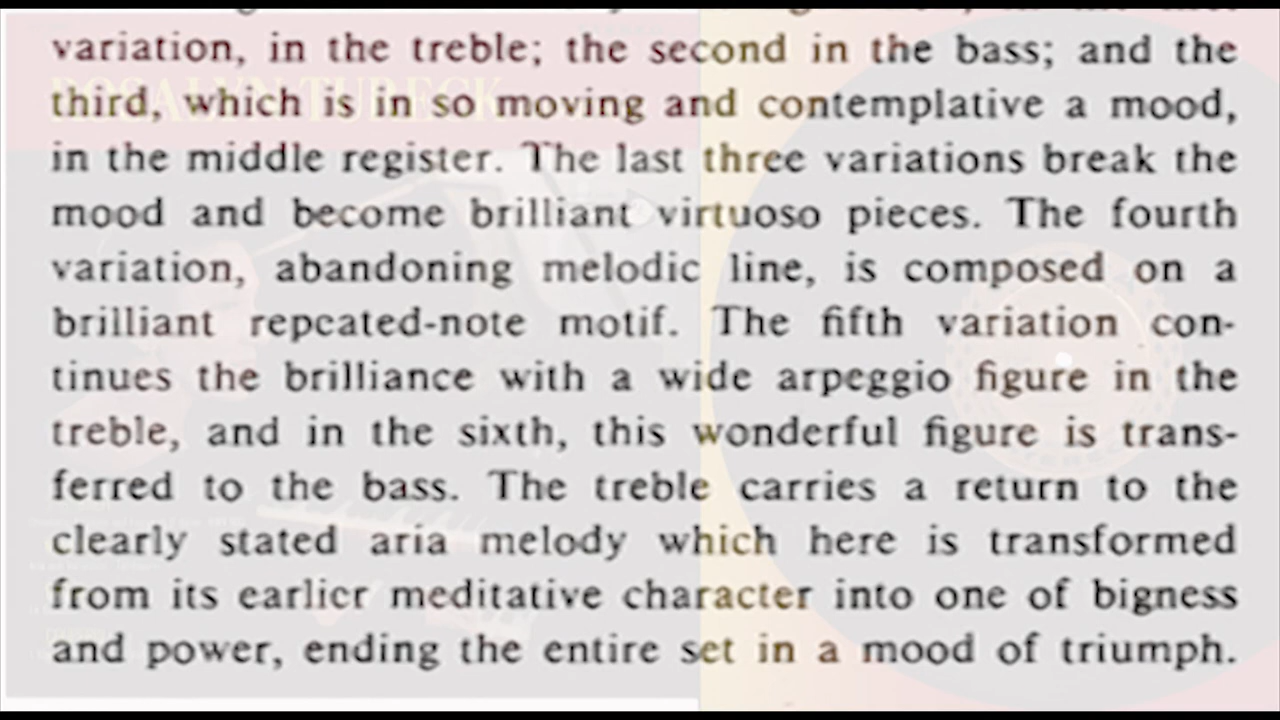 variation, in the treble; the second in the bass; and the
third, which is in so moving and contemplative a mood,
in the middle register. The last three variations break the
mood and become brilliant virtuoso pieces. The fourth
variation, abandoning melodic line, is composed on a
brilliant repeated-note motif. The fifth variation con-
tinues the brilliance with a wide arpeggio figure in the
treble, and in the sixth, this wonderful figure is trans-
ferred to the bass. The treble carries a return to the
clearly stated aria melody which here is transformed
from its earlier meditative character into one of bigness
and power, ending the entire set in a mood of triumph.
ROSALYN TURECK